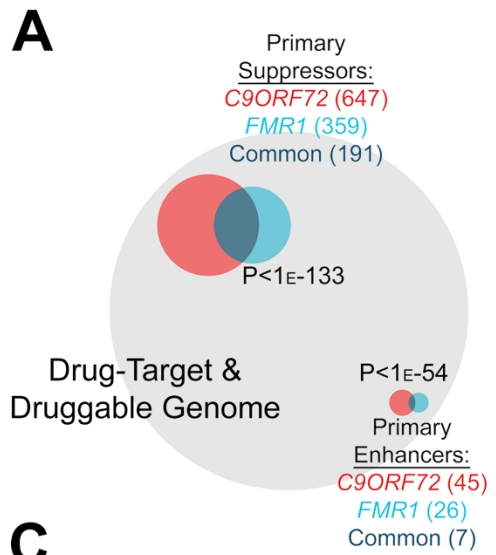 A
Primary
Suppressors:
C9ORF72 (647)
FMR1 (359)
Common (191)
P<1E-133
Drug-Target &
Druggable Genome
P<1E-54
Primary
Enhancers:
C9ORF72 (45)
FMR1 (26)
Common (7)
C